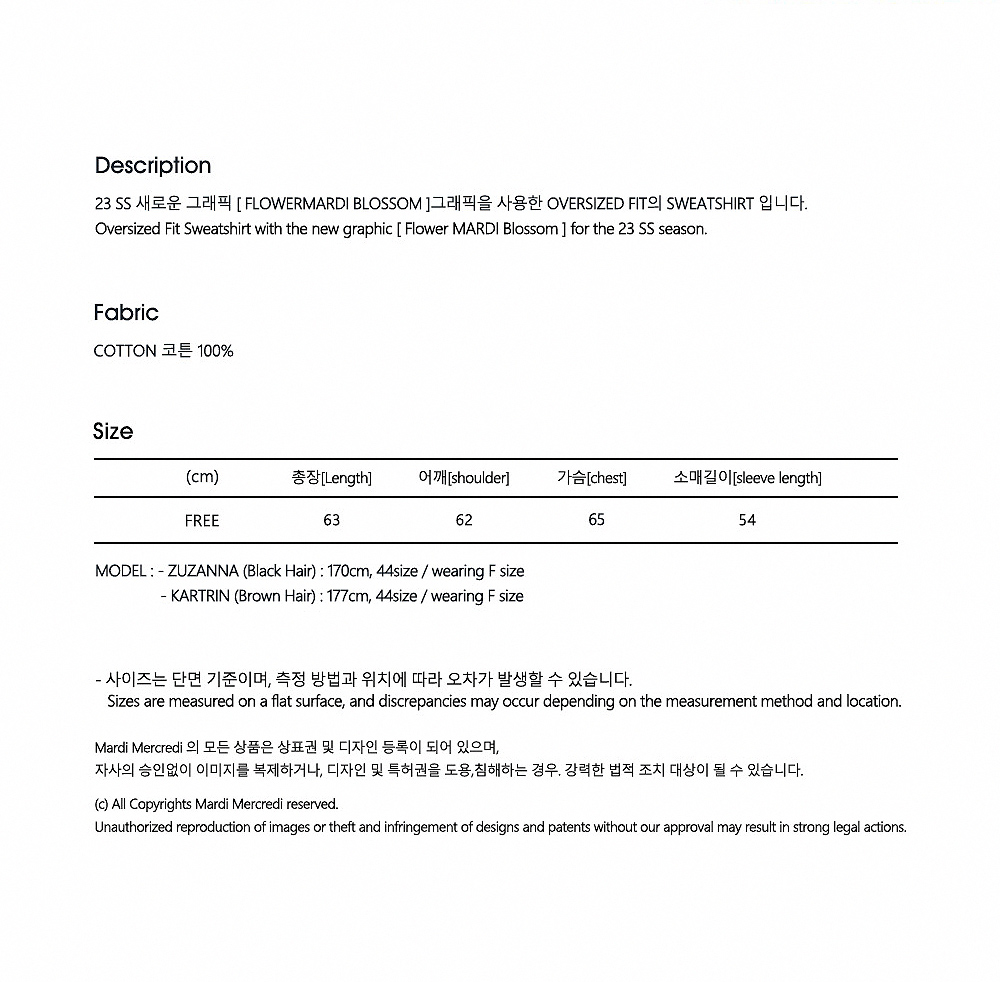 Description
23 SS 새로운 그래픽 [ FLOWERMARDI BLOSSOM ]그래픽을 사용한 OVERSIZED FIT의 SWEATSHIRT 입니다.
Oversized Fit Sweatshirt with the new graphic [ Flower MARDI Blossom ] for the 23 SS season.
Fabric
COTTON 코튼 100%
Size
(cm) 총장[Length] 어깨[shoulder] 가슴[chest] 소매길이[sleeve length]
FREE 63 62 65 54
MODEL : - ZUZANNA (Black Hair) : 170cm, 44size / wearing F size
- KARTRIN (Brown Hair) : 177cm, 44size / wearing F size
- 사이즈는 단면 기준이며, 측정 방법과 위치에 따라 오차가 발생할 수 있습니다.
Sizes are measured on a flat surface, and discrepancies may occur depending on the measurement method and location.
Mardi Mercredi 의 모든 상품은 상표권 및 디자인 등록이 되어 있으며,
자사의 승인없이 이미지를 복제하거나, 디자인 및 특허권을 도용,침해하는 경우. 강력한 법적 조치 대상이 될 수 있습니다.
(c) All Copyrights Mardi Mercredi reserved.
Unauthorized reproduction of images or theft and infringement of designs and patents without our approval may result in strong legal actions.